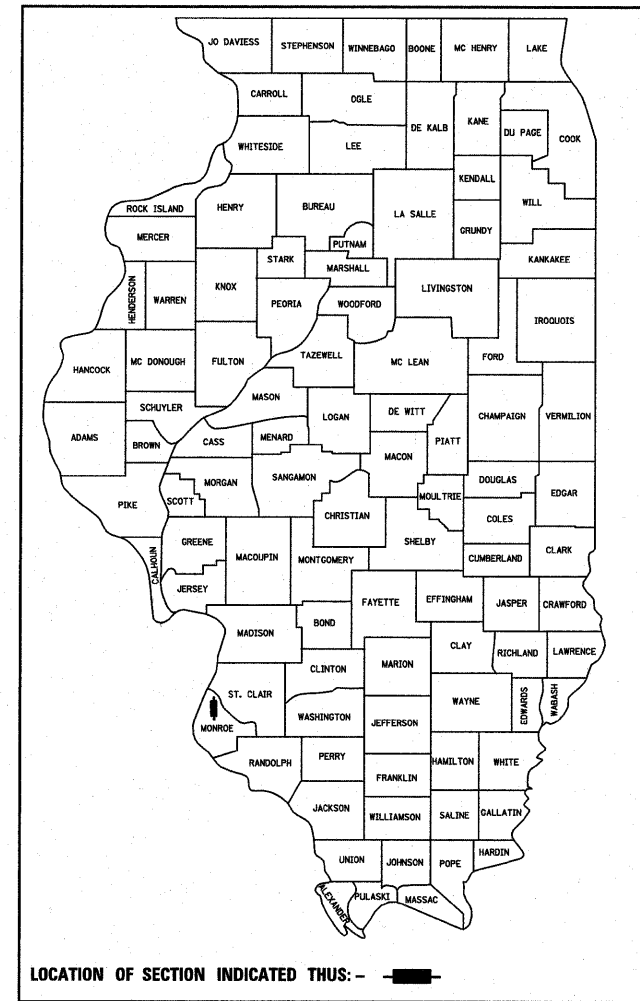 JO DAVIESS
STEPHENSON
WINNEBAGO
BOONE
MC HENRY
LAKE
CARROLL
OGLE
DE KALB
KANE
DU PAGE
COOK
WHITESIDE
LEE
KENDALL
WILL
ROCK ISLAND
HENRY
BUREAU
LA SALLE
GRUNDY
MERCER
PUTNAM
KANKAKEE
STARK
MARSHALL
HENDERSON
WARREN
KNOX
PEORIA
WOODFORD
LIVINGSTON
IROQUOIS
HANCOCK
MC DONOUGH
FULTON
TAZEWELL
MC LEAN
FORD
SCHUYLER
MASON
LOGAN
DE WITT
CHAMPAIGN
VERMILION
ADAMS
BROWN
CASS
MENARD
MACON
PIATT
PIKE
SCOTT
MORGAN
SANGAMON
CHRISTIAN
MOULTRIE
DOUGLAS
EDGAR
COLES
CALHOUN
GREENE
MACOUPIN
MONTGOMERY
SHELBY
CUMBERLAND
CLARK
JERSEY
FAYETTE
EFFINGHAM
JASPER
CRAWFORD
MADISON
BOND
CLAY
RICHLAND
LAWRENCE
CLINTON
MARION
ST. CLAIR
WAYNE
EDWARDS
WABASH
MONROE
WASHINGTON
JEFFERSON
RANDOLPH
PERRY
HAMILTON
WHITE
FRANKLIN
JACKSON
WILLIAMSON
SALINE
GALLATIN
UNION
JOHNSON
POPE
HARDIN
ALEXANDER
PULASKI
MASSAC
LOCATION OF SECTION INDICATED THUS: -